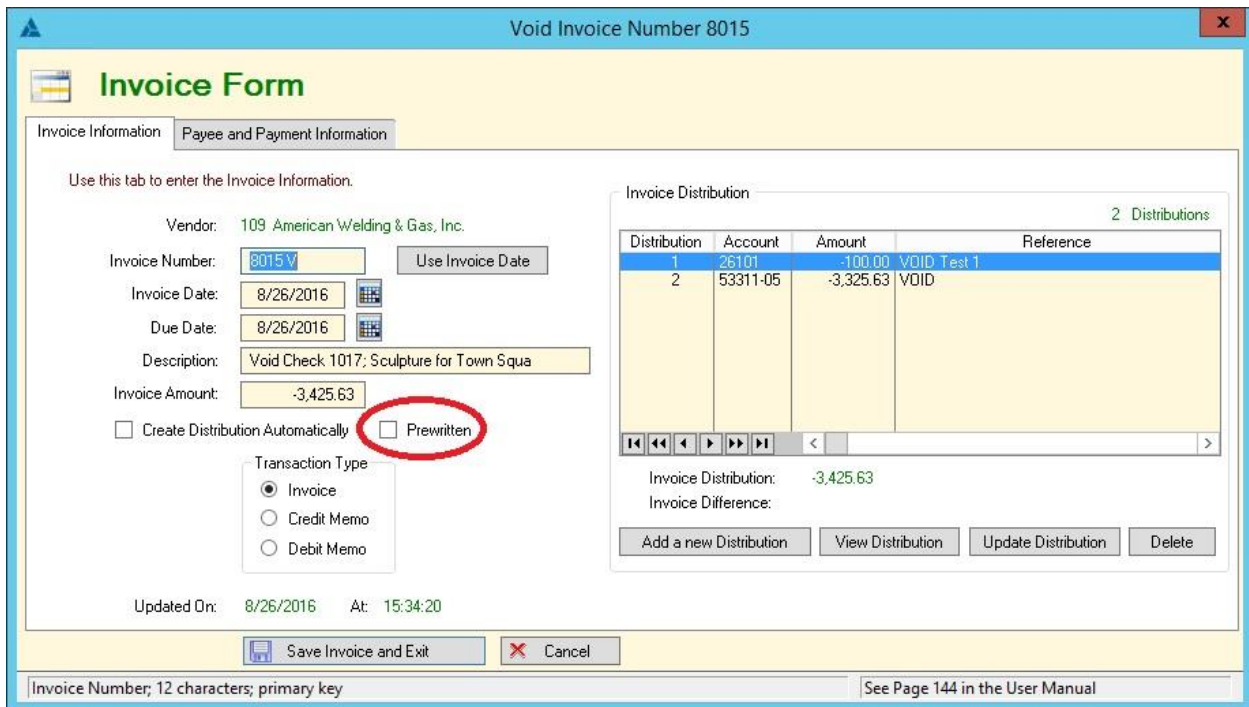 Void Invoice Number 8015
x
Invoice Form
Invoice Information
Payee and Payment Information
Use this tab to enter the Invoice Information.
Vendor: 109 American Welding & Gas, Inc.
Invoice Number: 8015 V Use Invoice Date
Invoice Date: 8/26/2016
Due Date: 8/26/2016
Description: Void Check 1017; Sculpture for Town Squa
Invoice Amount: -3,425.63
Create Distribution Automatically Prewritten
Transaction Type
Invoice
Credit Memo
Debit Memo
Updated On: 8/26/2016 At: 15:34:20
Invoice Distribution
2 Distributions
Distribution Account Amount Reference
1 26101 -100.00 VOID Test 1
2 53311-05 -3,325.63 VOID
Invoice Distribution: -3,425.63
Invoice Difference:
Add a new Distribution View Distribution Update Distribution Delete
Save Invoice and Exit Cancel
Invoice Number; 12 characters; primary key See Page 144 in the User Manual